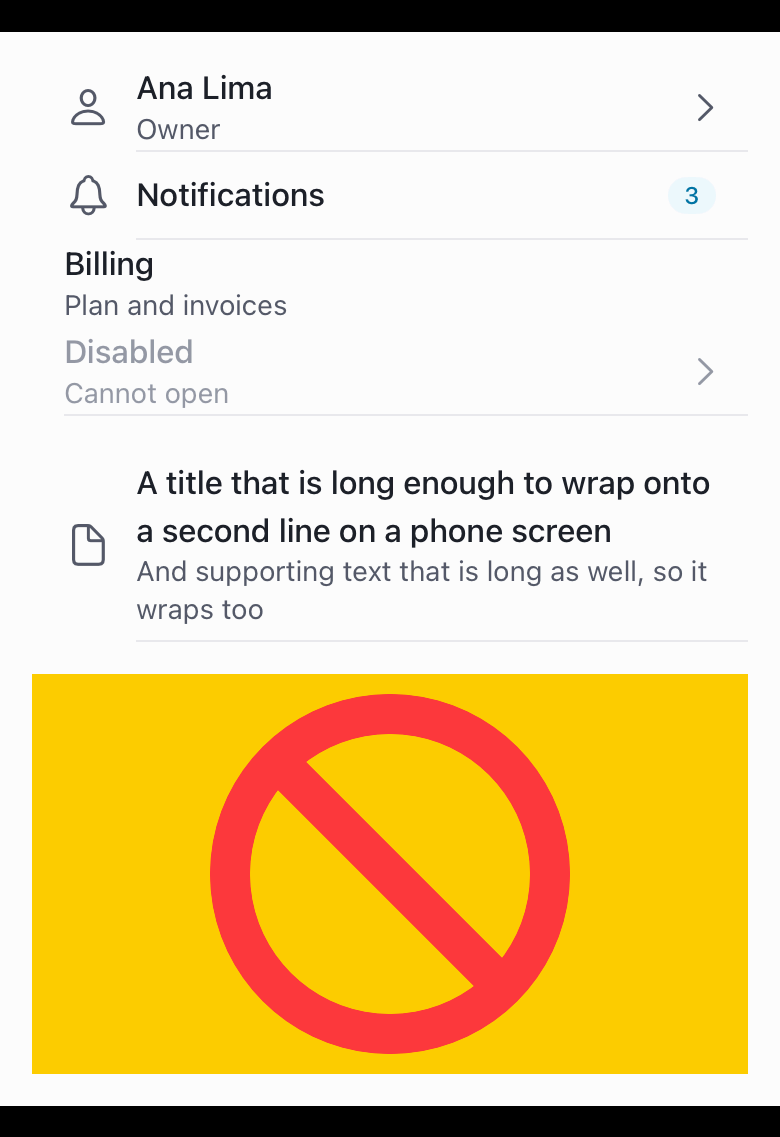 Ana Lima
Owner
Notifications
3
Billing
Plan and invoices
Disabled
Cannot open
A title that is long enough to wrap onto
a second line on a phone screen
And supporting text that is long as well, so it
wraps too